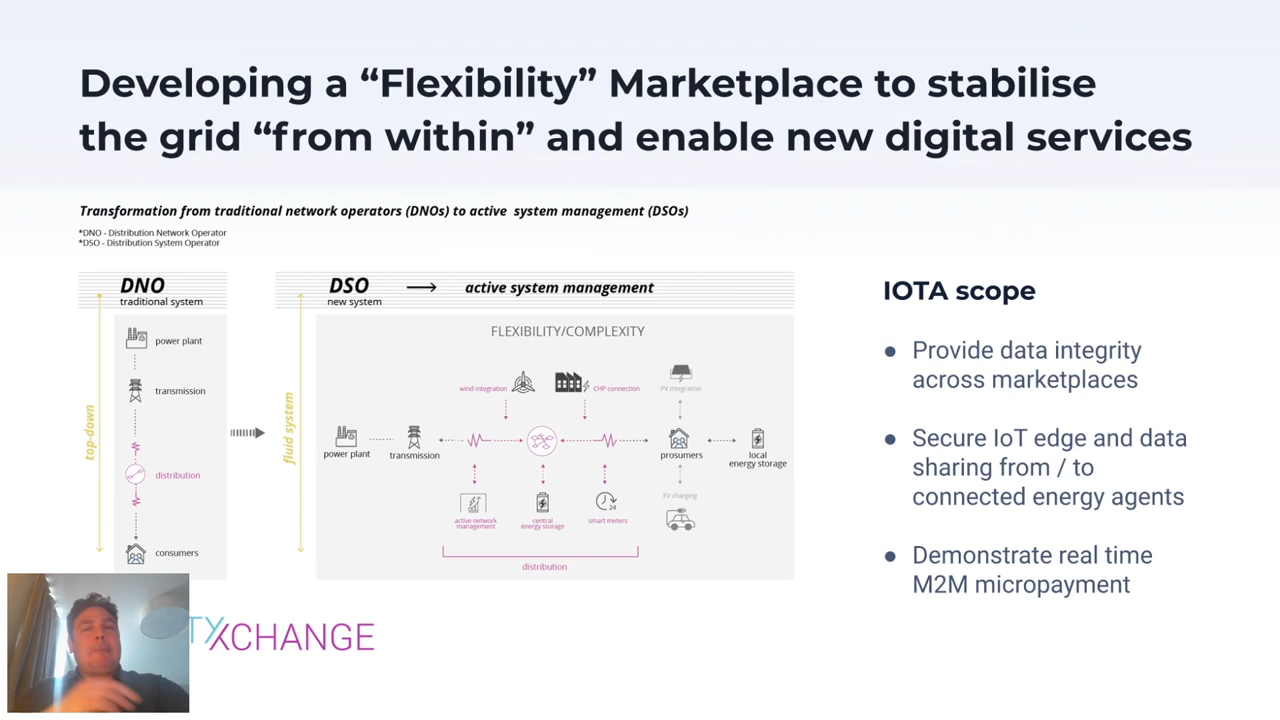 Developing a “Flexibility” Marketplace to stabilise
the grid “from within” and enable new digital services
Transformation from traditional network operators (DNOs) to active system management (DSOs)
*DNO - Distribution Network Operator
*DSO - Distribution System Operator
DNO
traditional system
top-down
power plant
transmission
distribution
consumers
DSO
new system
active system management
fluid system
FLEXIBILITY/COMPLEXITY
wind integration
CHP connection
PV integration
power plant
transmission
prosumers
local
energy storage
active network
management
central
energy storage
24
smart meters
EV charging
distribution
IOTA scope
● Provide data integrity
across marketplaces
● Secure IoT edge and data
sharing from / to
connected energy agents
● Demonstrate real time
M2M micropayment
TYXCHANGE